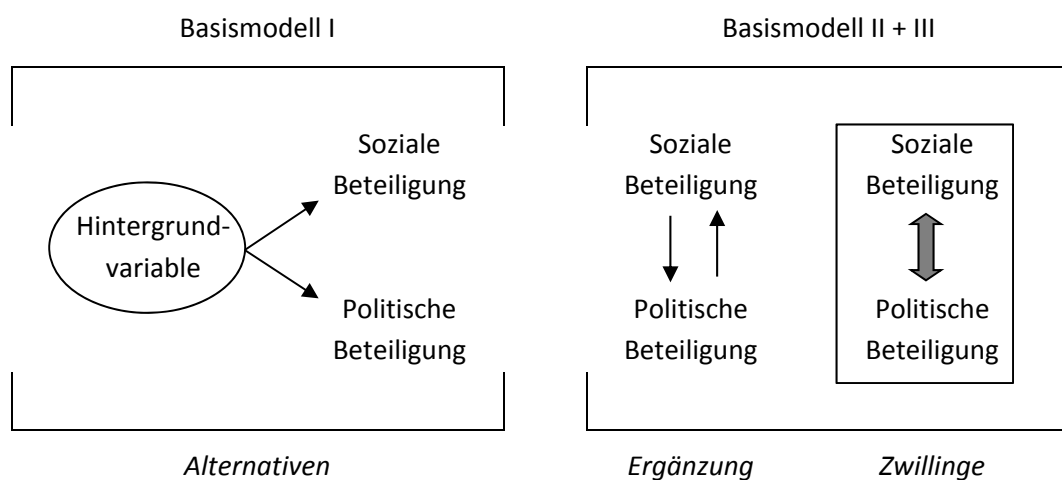 Basismodell I
Basismodell II + III
Soziale
Beteiligung
Hintergrund-
variable
Politische
Beteiligung
Soziale
Beteiligung
Politische
Beteiligung
Soziale
Beteiligung
Politische
Beteiligung
Alternativen
Ergänzung
Zwillinge